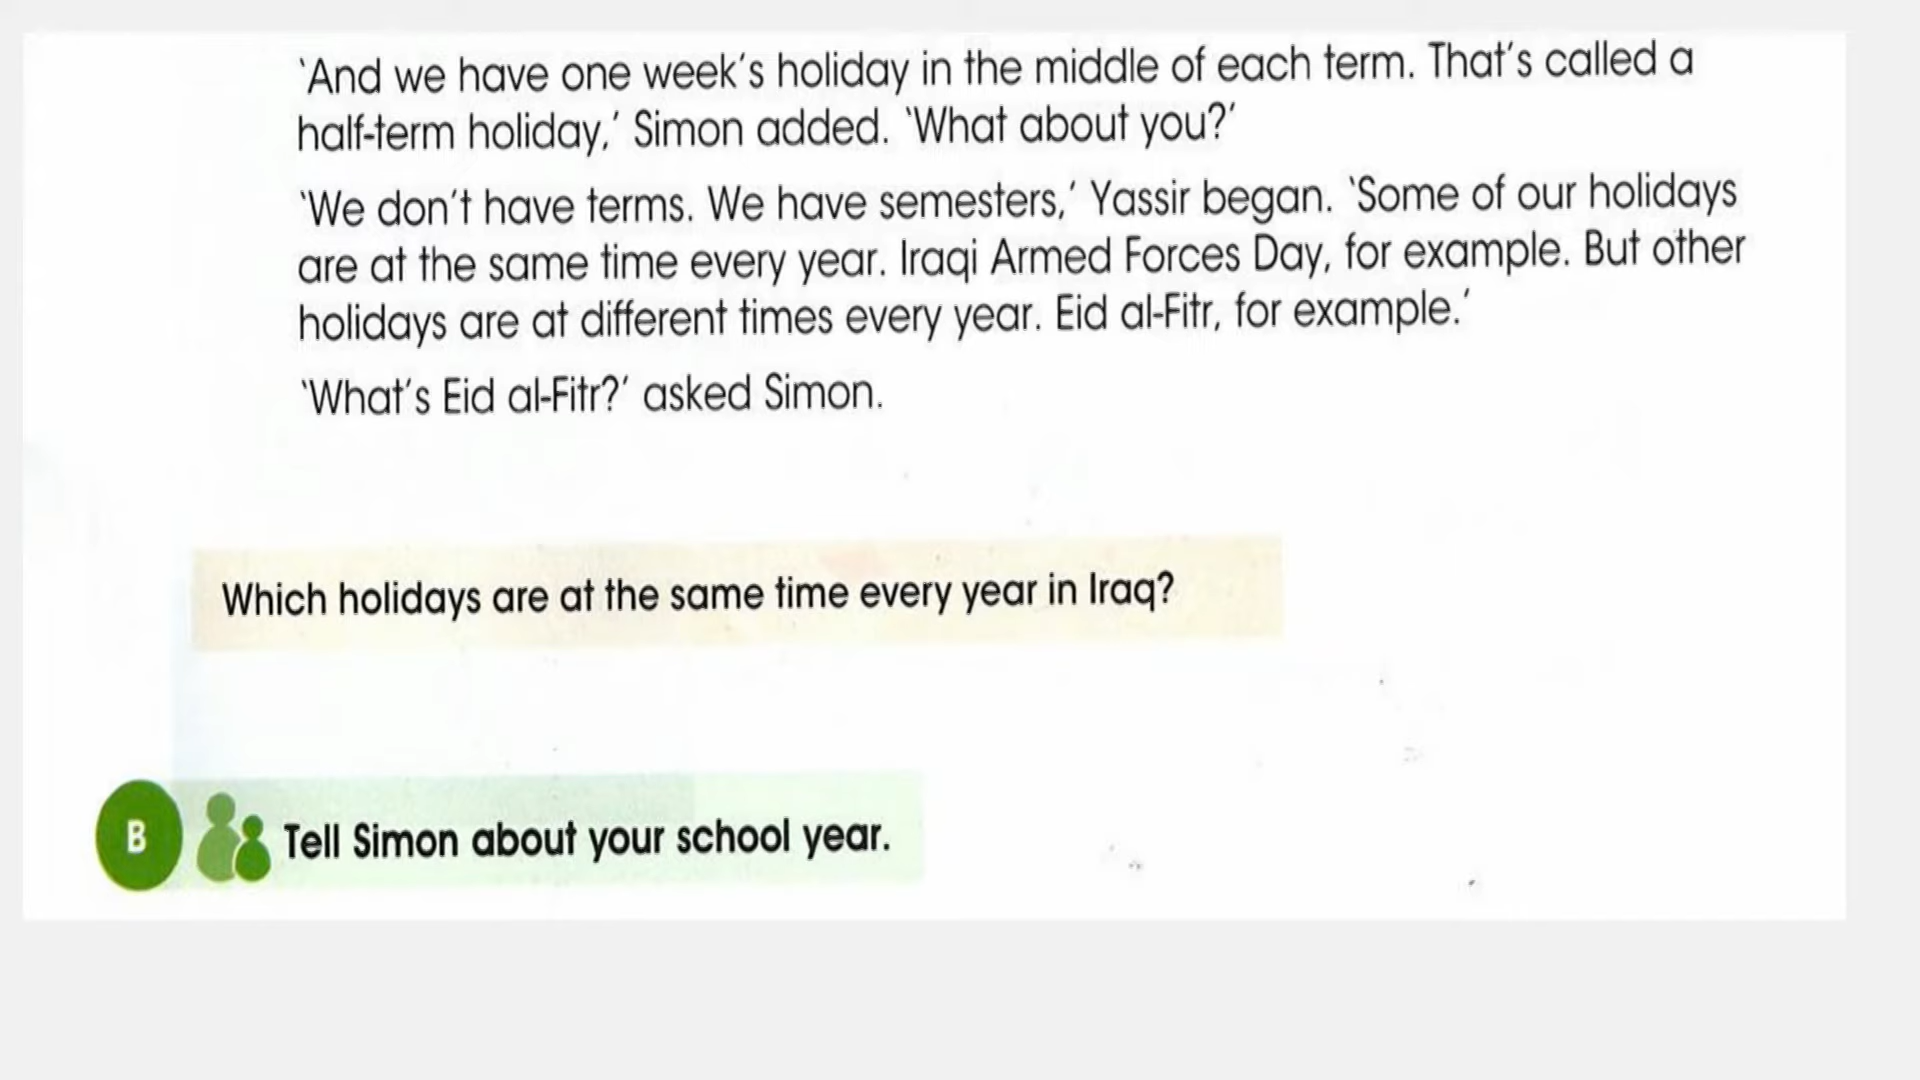 ‘And we have one week’s holiday in the middle of each term. That’s called a
half-term holiday,’ Simon added. ‘What about you?’
‘We don’t have terms. We have semesters,’ Yassir began. ‘Some of our holidays
are at the same time every year. Iraqi Armed Forces Day, for example. But other
holidays are at different times every year. Eid al-Fitr, for example.’
‘What’s Eid al-Fitr?’ asked Simon.
Which holidays are at the same time every year in Iraq?
B Tell Simon about your school year.